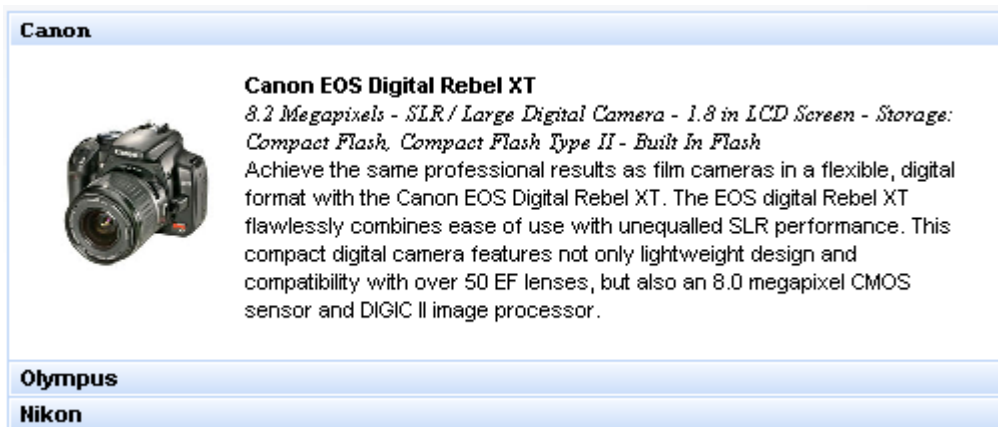 Canon
Canon EOS Digital Rebel XT
8.2 Megapixels - SLR / Large Digital Camera - 1.8 in LCD Screen - Storage:
Compact Flash, Compact Flash Type II - Built In Flash
Achieve the same professional results as film cameras in a flexible, digital
format with the Canon EOS Digital Rebel XT. The EOS digital Rebel XT
flawlessly combines ease of use with unequalled SLR performance. This
compact digital camera features not only lightweight design and
compatibility with over 50 EF lenses, but also an 8.0 megapixel CMOS
sensor and DIGIC II image processor.
Olympus
Nikon